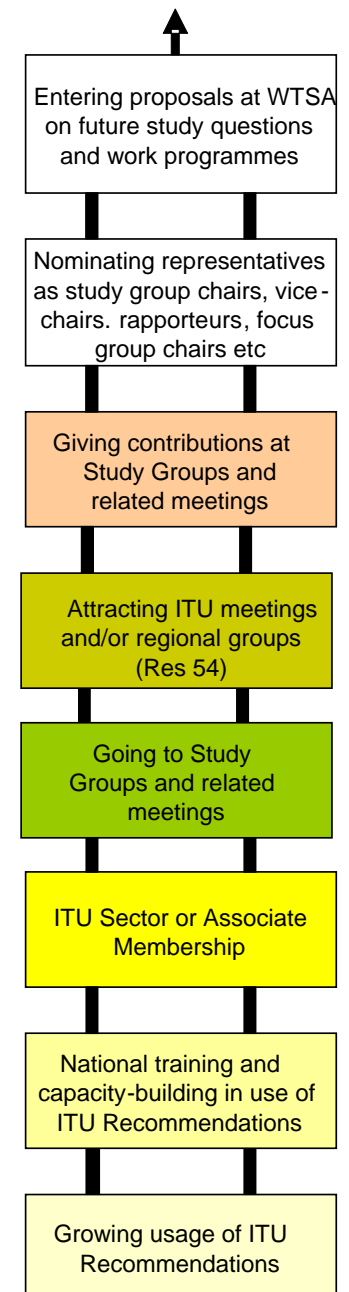 Entering proposals at WTSA
on future study questions
and work programmes
Nominating representatives
as study group chairs, vice-
chairs. rapporteurs, focus
group chairs etc
Giving contributions at
Study Groups and
related meetings
Attracting ITU meetings
and/or regional groups
(Res 54)
Going to Study
Groups and related
meetings
ITU Sector or Associate
Membership
National training and
capacity-building in use of
ITU Recommendations
Growing usage of ITU
Recommendations